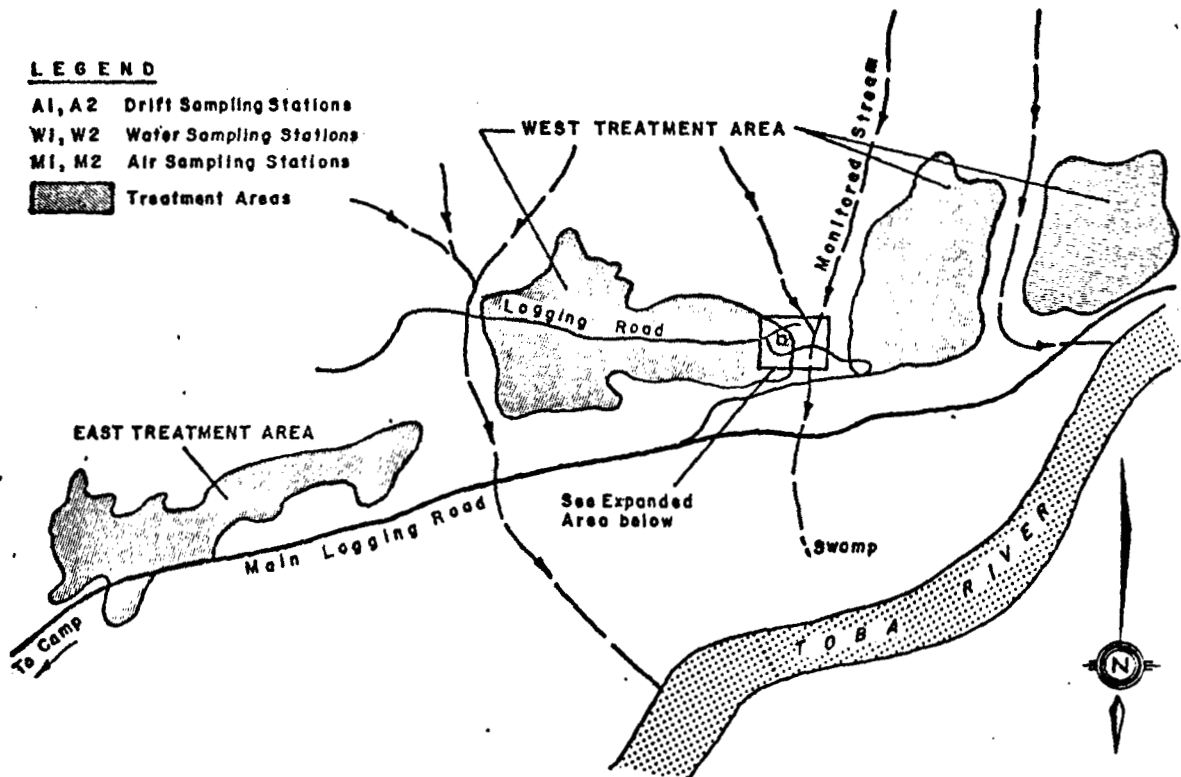 LEGEND
A1, A2 Drift Sampling Stations
W1, W2 Water Sampling Stations
M1, M2 Air Sampling Stations
Treatment Areas
WEST TREATMENT AREA
Monitored Stream
Logging Road
EAST TREATMENT AREA
Main Logging Road
See Expanded
Area below
Swamp
To Camp
TOBA RIVER
N